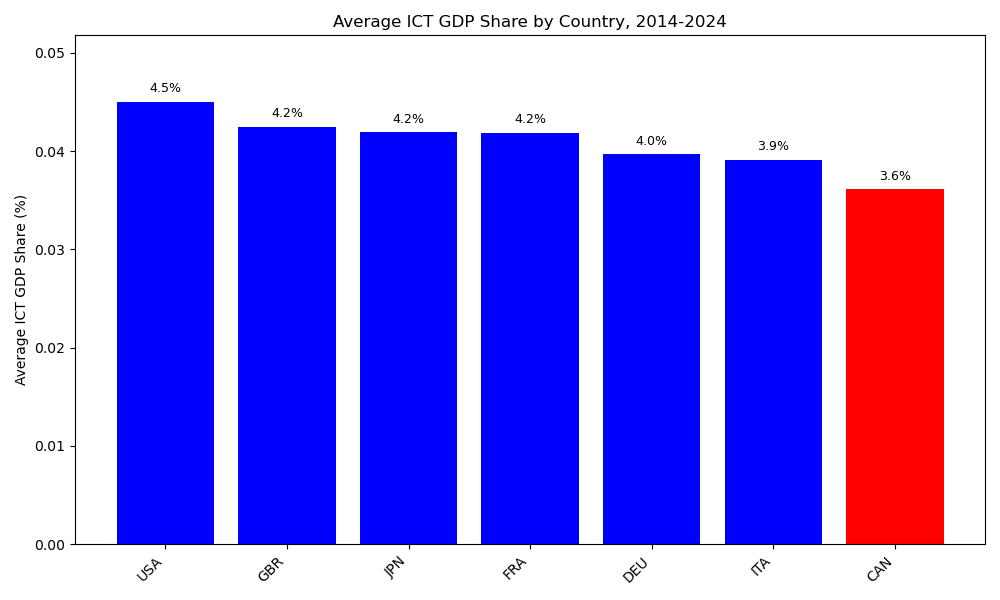 Average ICT GDP Share by Country, 2014-2024
Average ICT GDP Share (%)
0.05
0.04
0.03
0.02
0.01
0.00
4.5%
4.2%
4.2%
4.2%
4.0%
3.9%
3.6%
USA
GBR
JPN
FRA
DEU
ITA
CAN